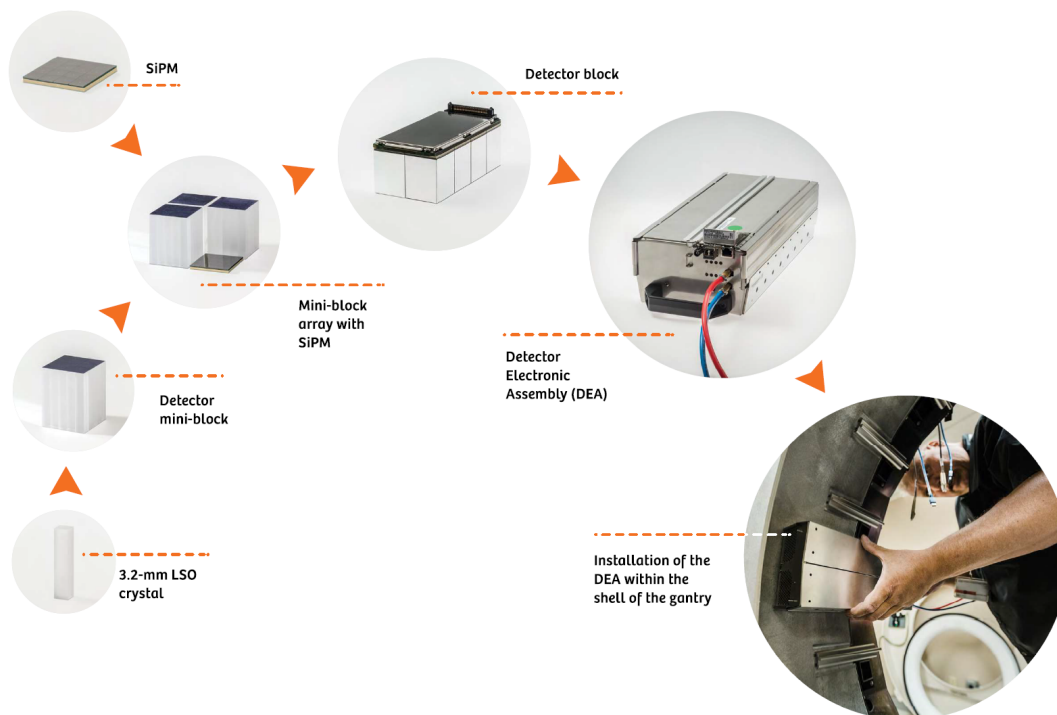 SiPM
Detector block
Mini-block
array with
SiPM
Detector
Electronic
Assembly (DEA)
Detector
mini-block
3.2-mm LSO
crystal
Installation of the
DEA within the
shell of the gantry